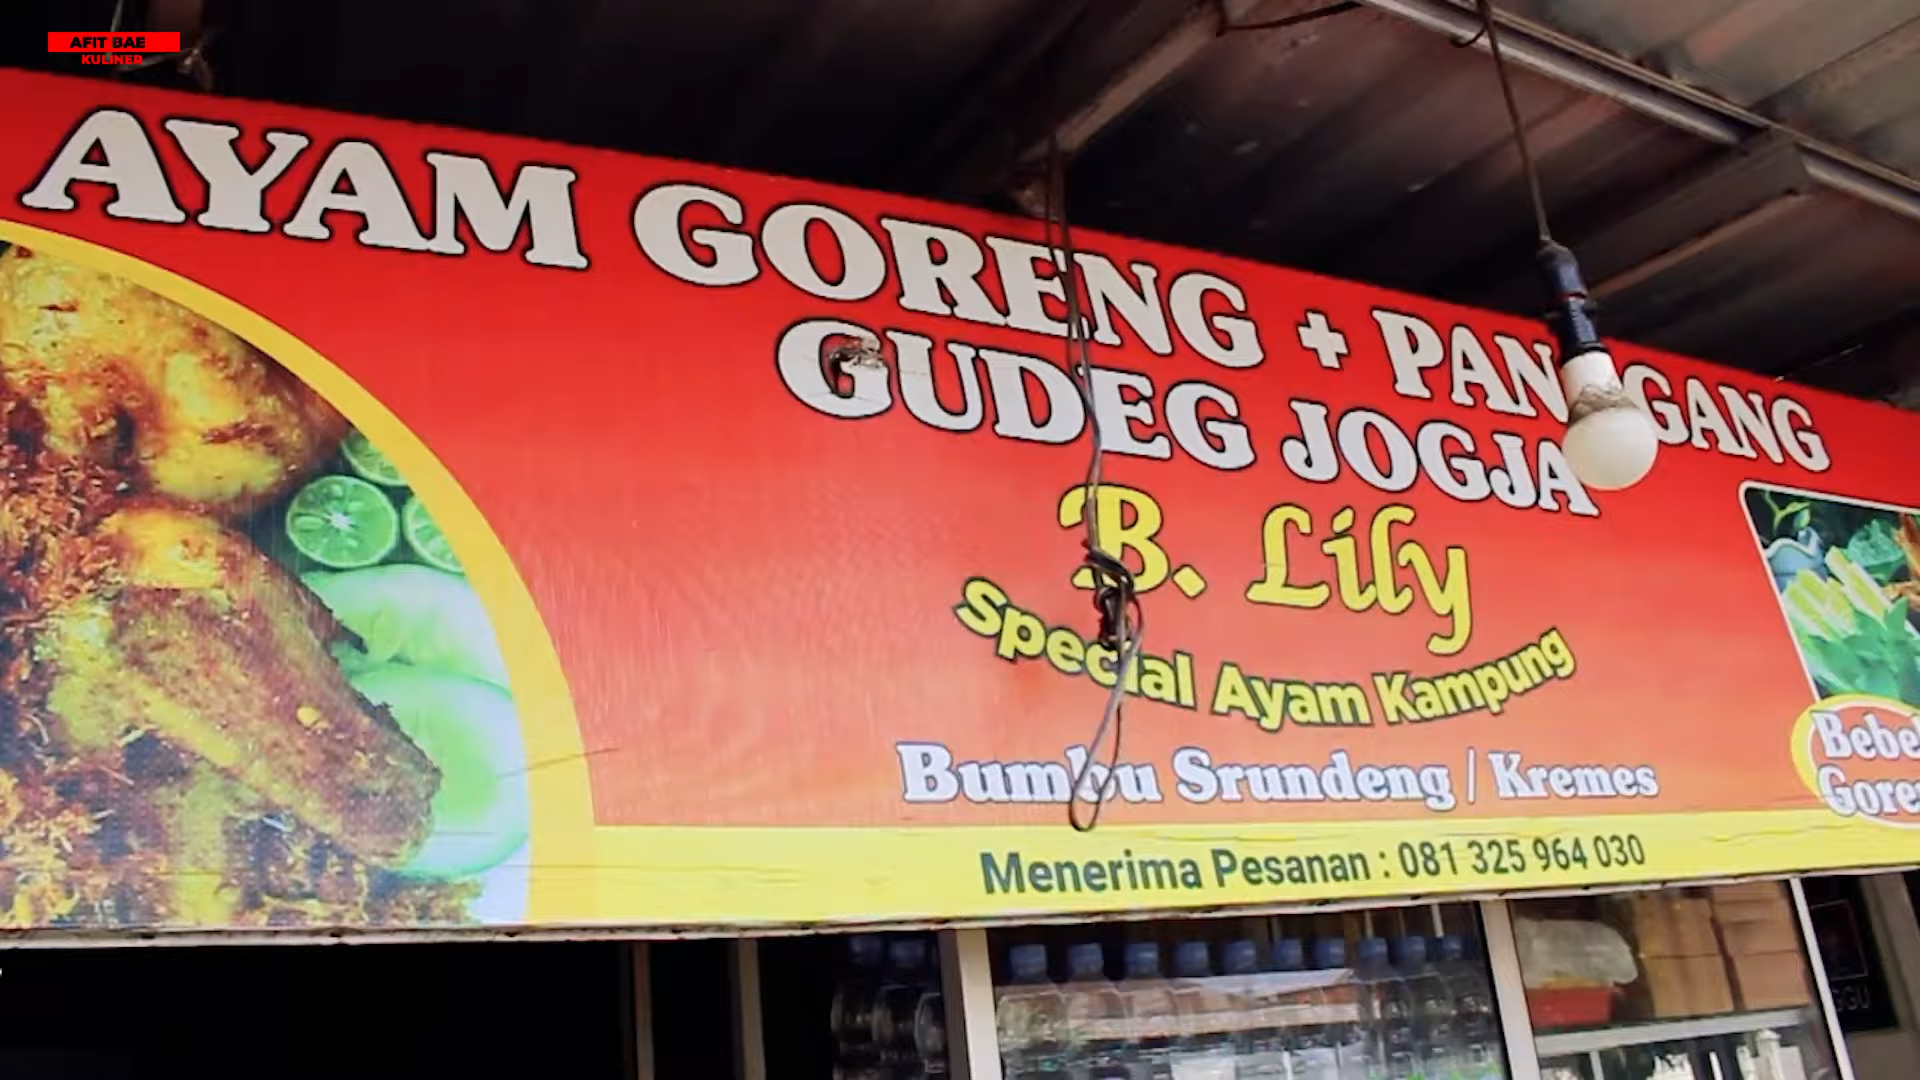 AFIT BAE
KULINER
AYAM GORENG + PANGGANG
GUDEG JOGJA
B. Lily
Special Ayam Kampung
Bumbu Srundeng / Kremes
Menerima Pesanan : 081 325 964 030